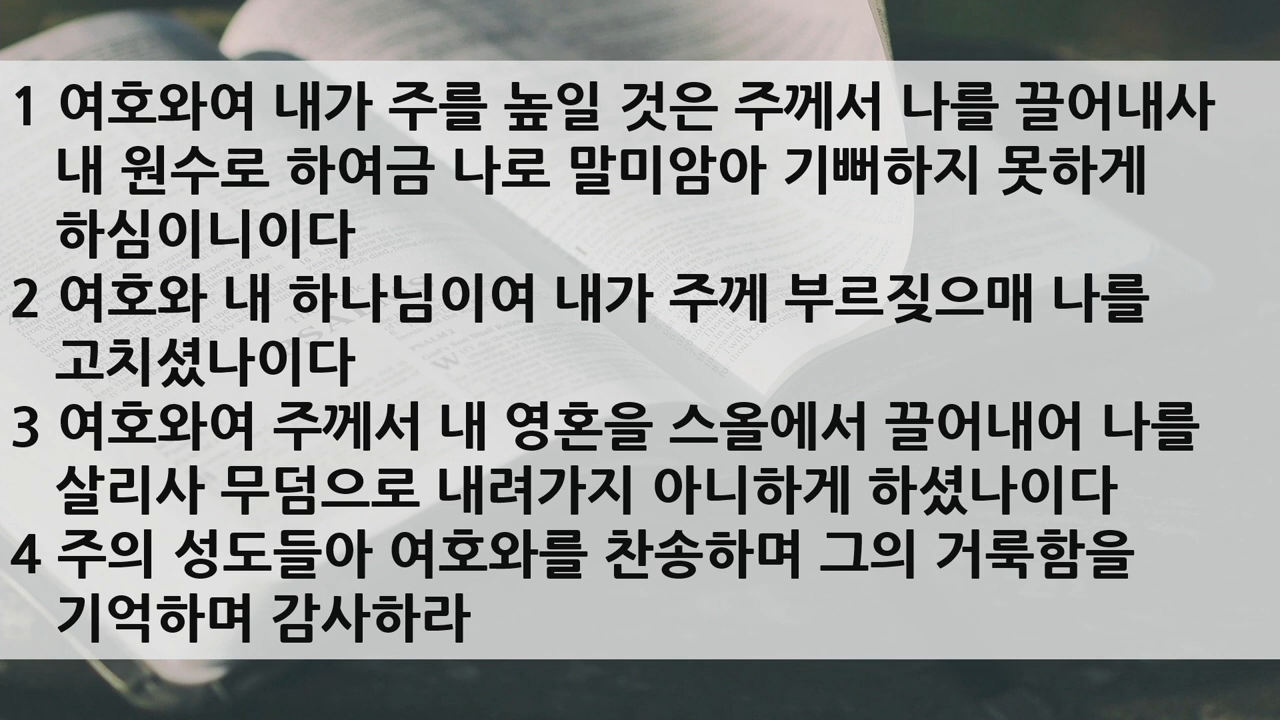 1 여호와여 내가 주를 높일 것은 주께서 나를 끌어내사
내 원수로 하여금 나로 말미암아 기뻐하지 못하게
하심이니이다
2 여호와 내 하나님이여 내가 주께 부르짖으매 나를
고치셨나이다
3 여호와여 주께서 내 영혼을 스올에서 끌어내어 나를
살리사 무덤으로 내려가지 아니하게 하셨나이다
4 주의 성도들아 여호와를 찬송하며 그의 거룩함을
기억하며 감사하라